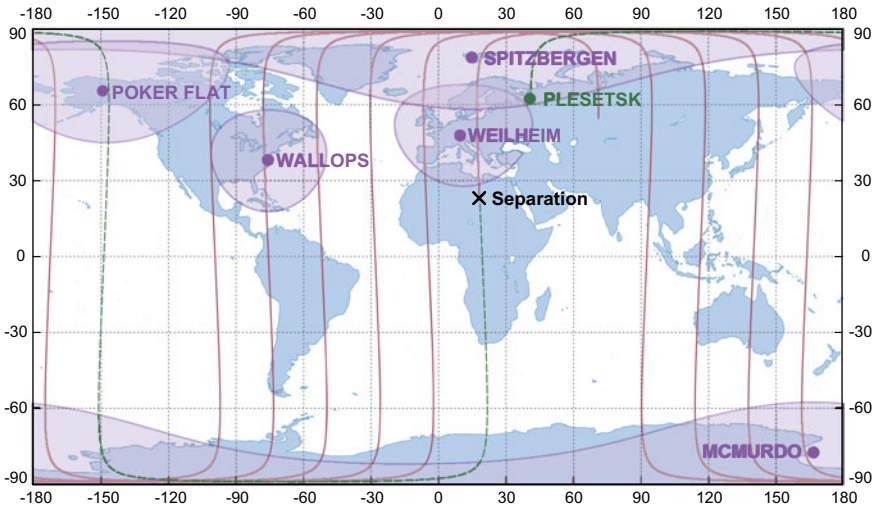 -180 -150 -120 -90 -60 -30 0 30 60 90 120 150 180
90 90
SPITZBERGEN
POKER FLAT
PLESETSK
60 60
WEILHEIM
WALLOPS
30 30
Separation
0 0
-30 -30
-60 -60
MCMURDO
-90 -90
-180 -150 -120 -90 -60 -30 0 30 60 90 120 150 180